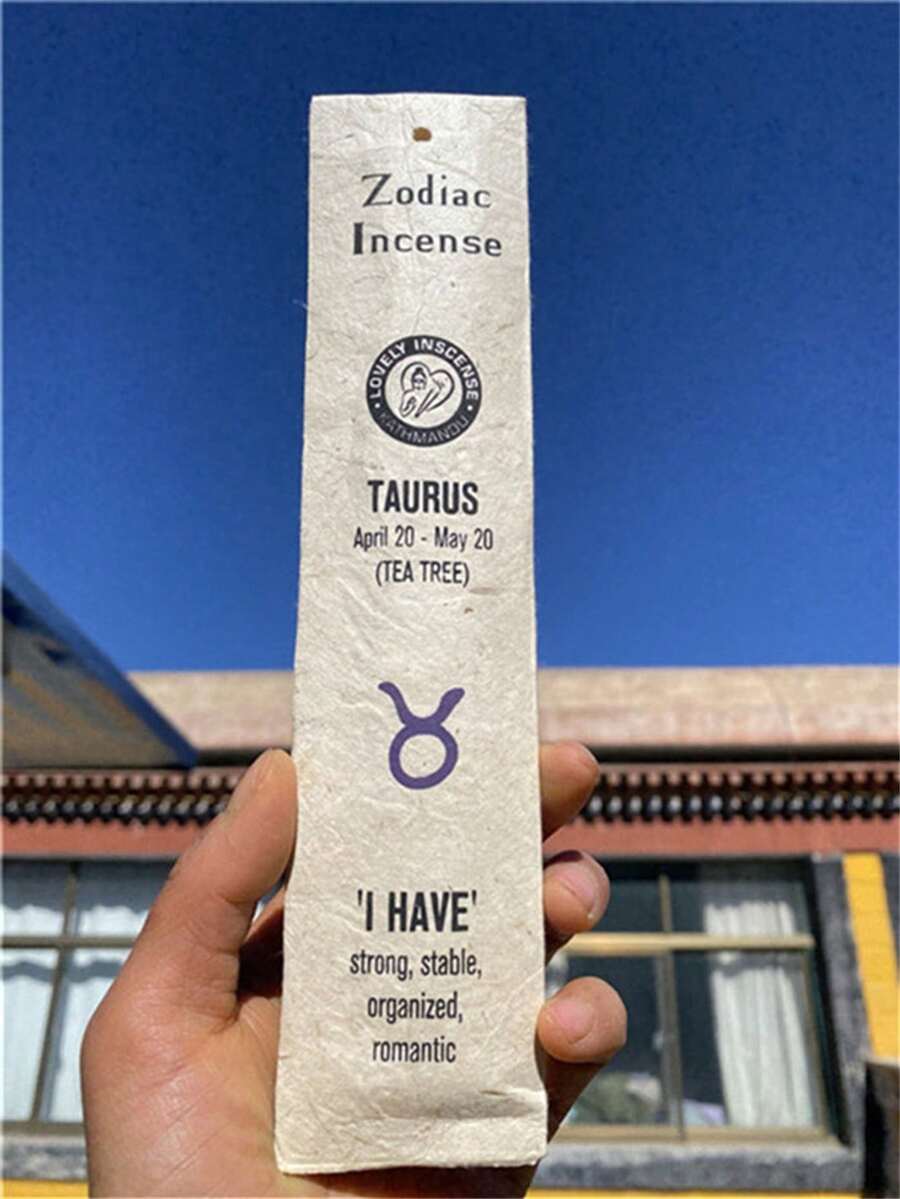 Zodiac
Incense
LOVELY INSCENSE
KATHMANDU
TAURUS
April 20 - May 20
(TEA TREE)
'I HAVE'
strong, stable,
organized,
romantic